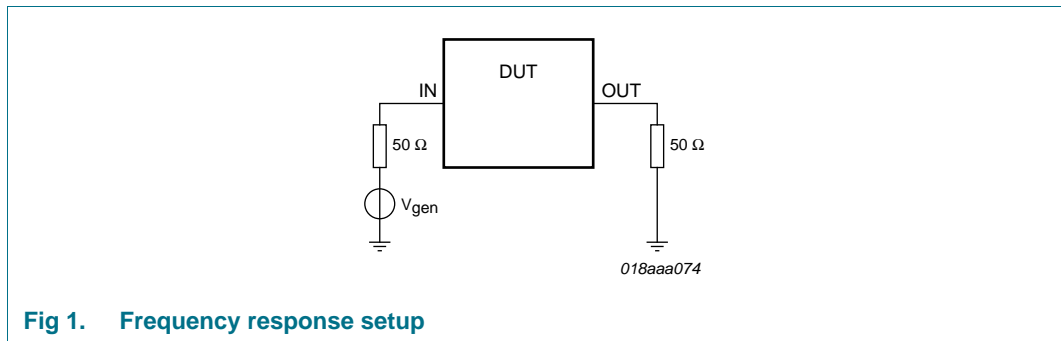 DUT
IN
OUT
50 Ω
50 Ω
Vgen
018aaa074
Fig 1. Frequency response setup